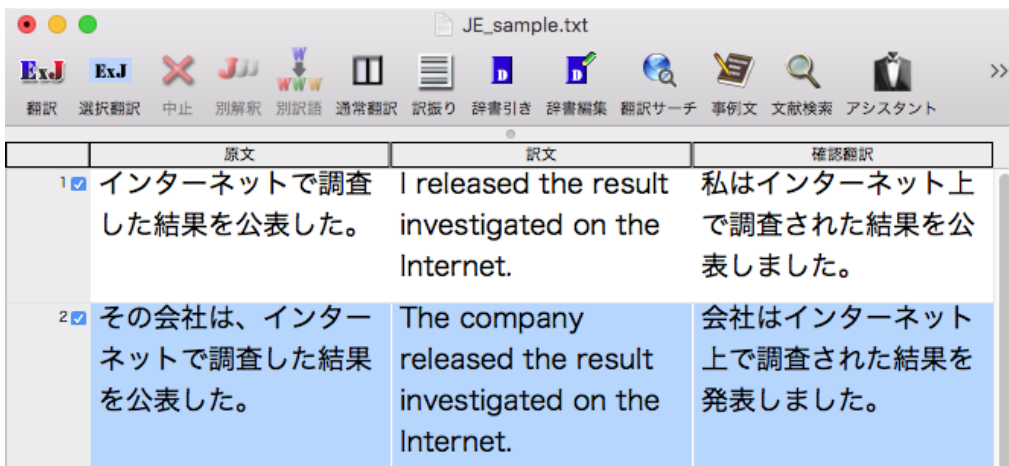 JE_sample.txt
ExJ ExJ J W WWW D D
翻訳 選択翻訳 中止 別解釈 別訳語 通常翻訳 訳振り 辞書引き 辞書編集 翻訳サーチ 事例文 文献検索 アシスタント
原文 訳文 確認翻訳
1 インターネットで調査
した結果を公表した。
I released the result
investigated on the
Internet.
私はインターネット上
で調査された結果を公
表しました。
2 その会社は、インター
ネットで調査した結果
を公表した。
The company
released the result
investigated on the
Internet.
会社はインターネット
上で調査された結果を
発表しました。